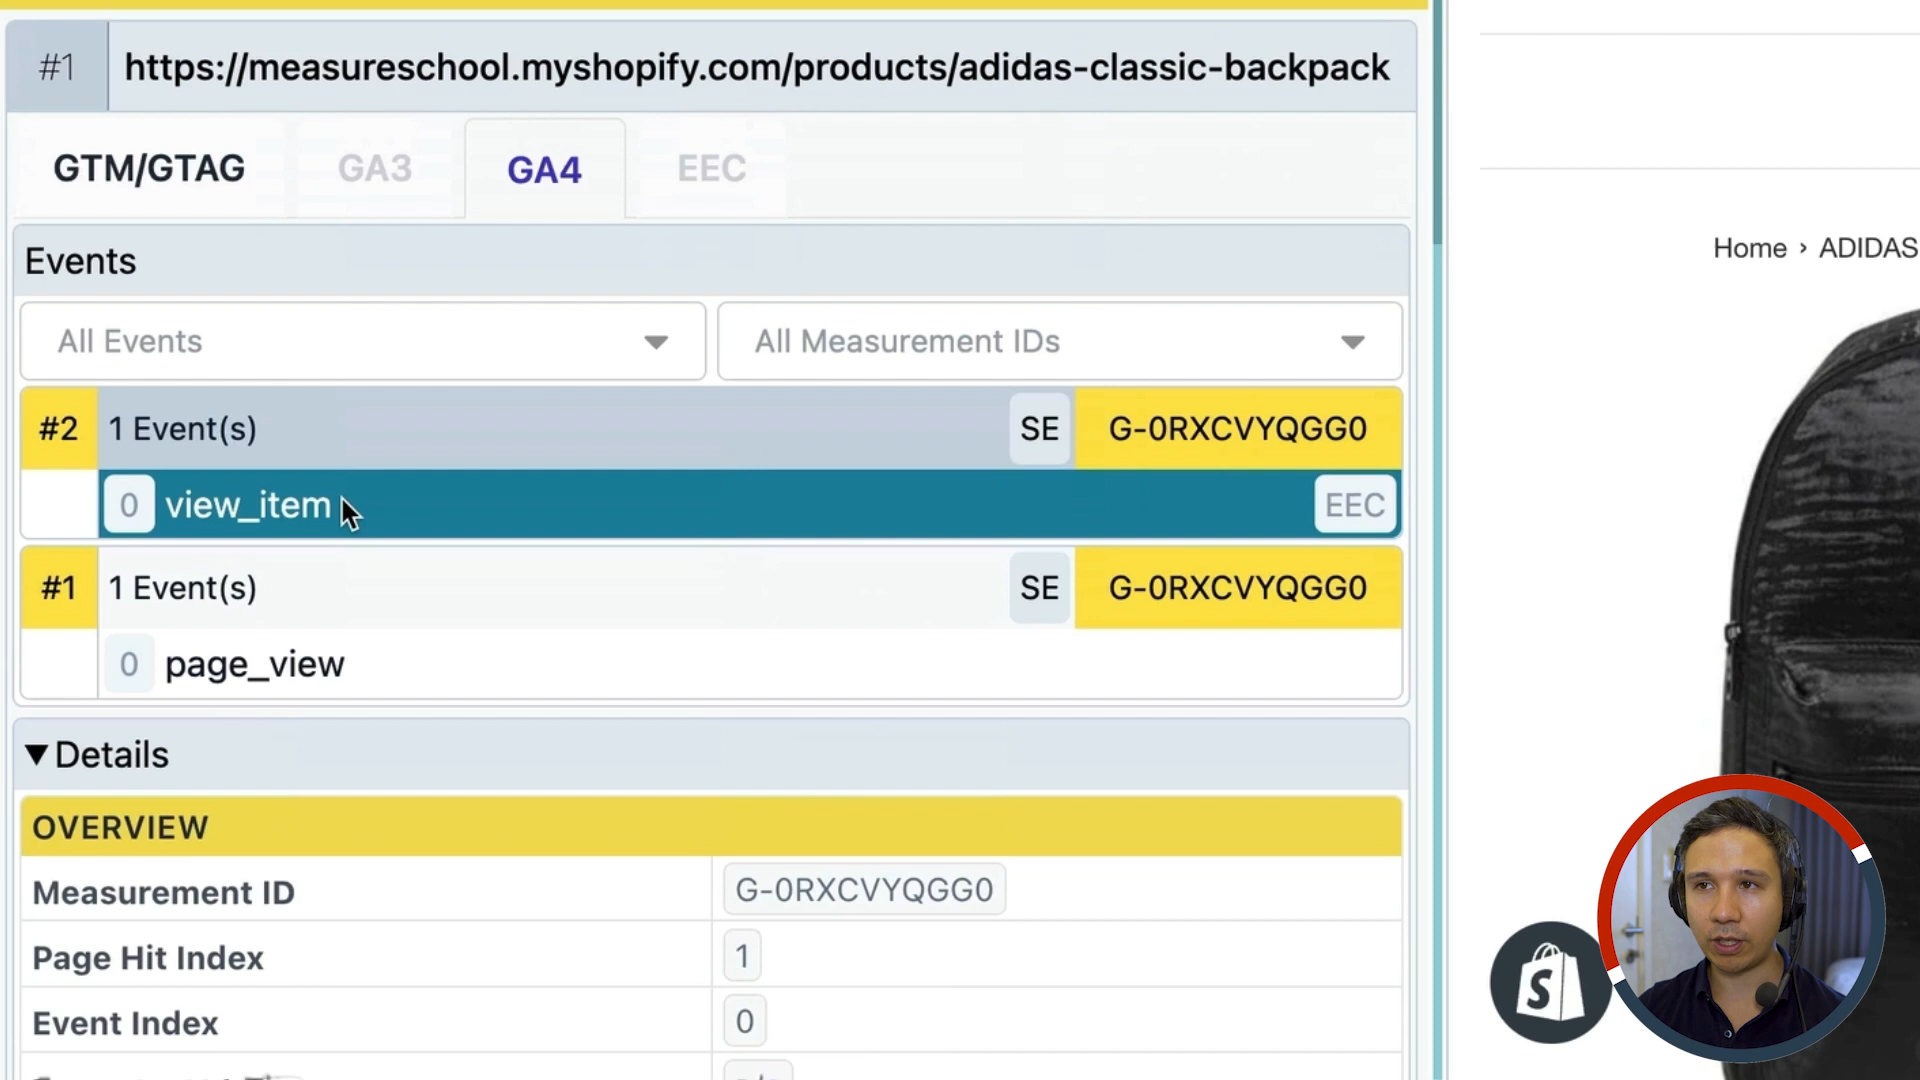 #1 https://measureschool.myshopify.com/products/adidas-classic-backpack
GTM/GTAG GA3 GA4 EEC
Events
All Events All Measurement IDs
#2 1 Event(s) SE G-0RXCVYQGG0
0 view_item EEC
#1 1 Event(s) SE G-0RXCVYQGG0
0 page_view
▼ Details
OVERVIEW
Measurement ID G-0RXCVYQGG0
Page Hit Index 1
Event Index 0
Home › ADIDAS
S